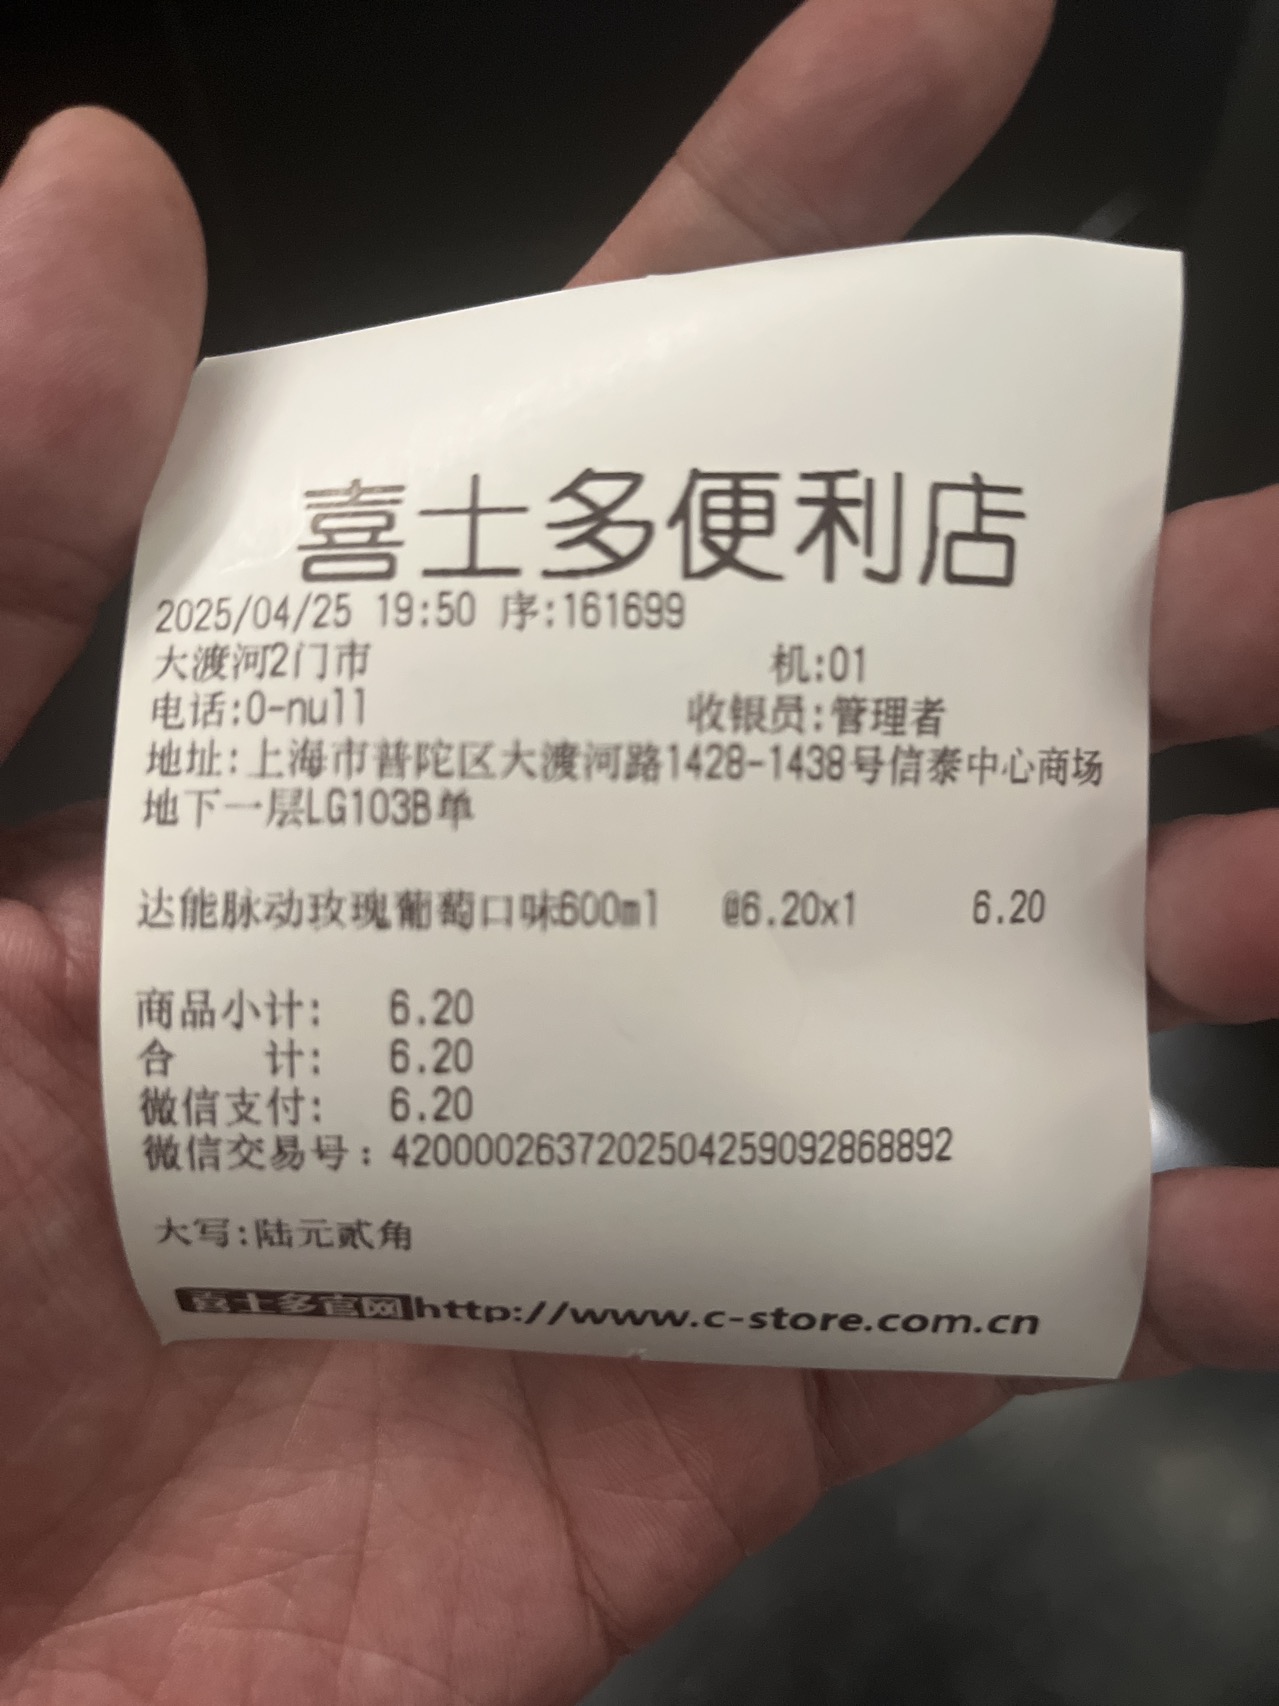 喜士多便利店
2025/04/25 19:50 序:161699
大渡河2门市 机:01
电话:0-null 收银员:管理者
地址:上海市普陀区大渡河路1428-1438号信泰中心商场
地下一层LG103B单
达能脉动玫瑰葡萄口味600ml @6.20x1 6.20
商品小计: 6.20
合 计: 6.20
微信支付: 6.20
微信交易号: 4200002637202504259092868892
大写:陆元贰角
喜士多官网http://www.c-store.com.cn